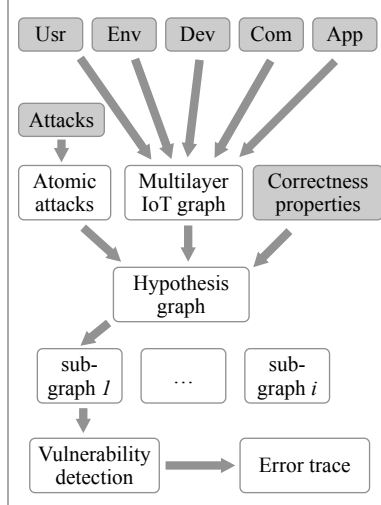 Usr Env Dev Com App
Attacks
Atomic
attacks
Multilayer
IoT graph
Correctness
properties
Hypothesis
graph
sub-
graph 1
...
sub-
graph i
Vulnerability
detection
Error trace